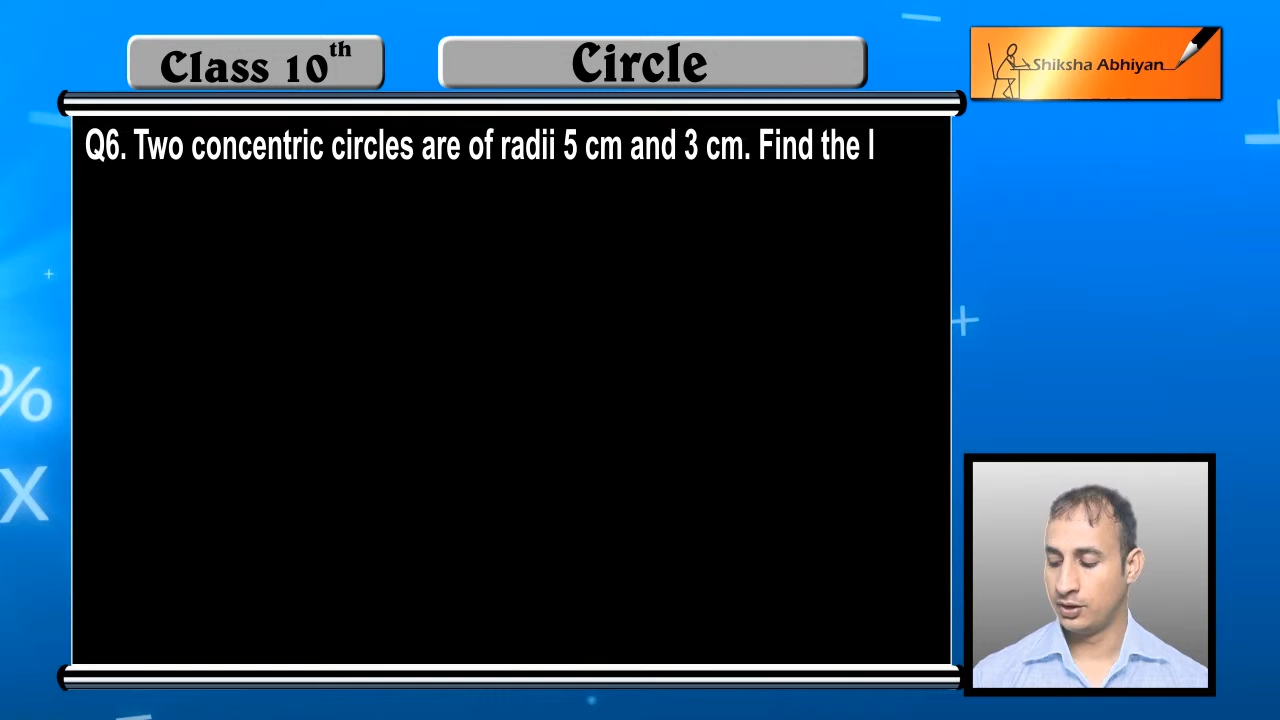 Class 10th
Circle
Shiksha Abhiyan
Q6. Two concentric circles are of radii 5 cm and 3 cm. Find the l
%
X